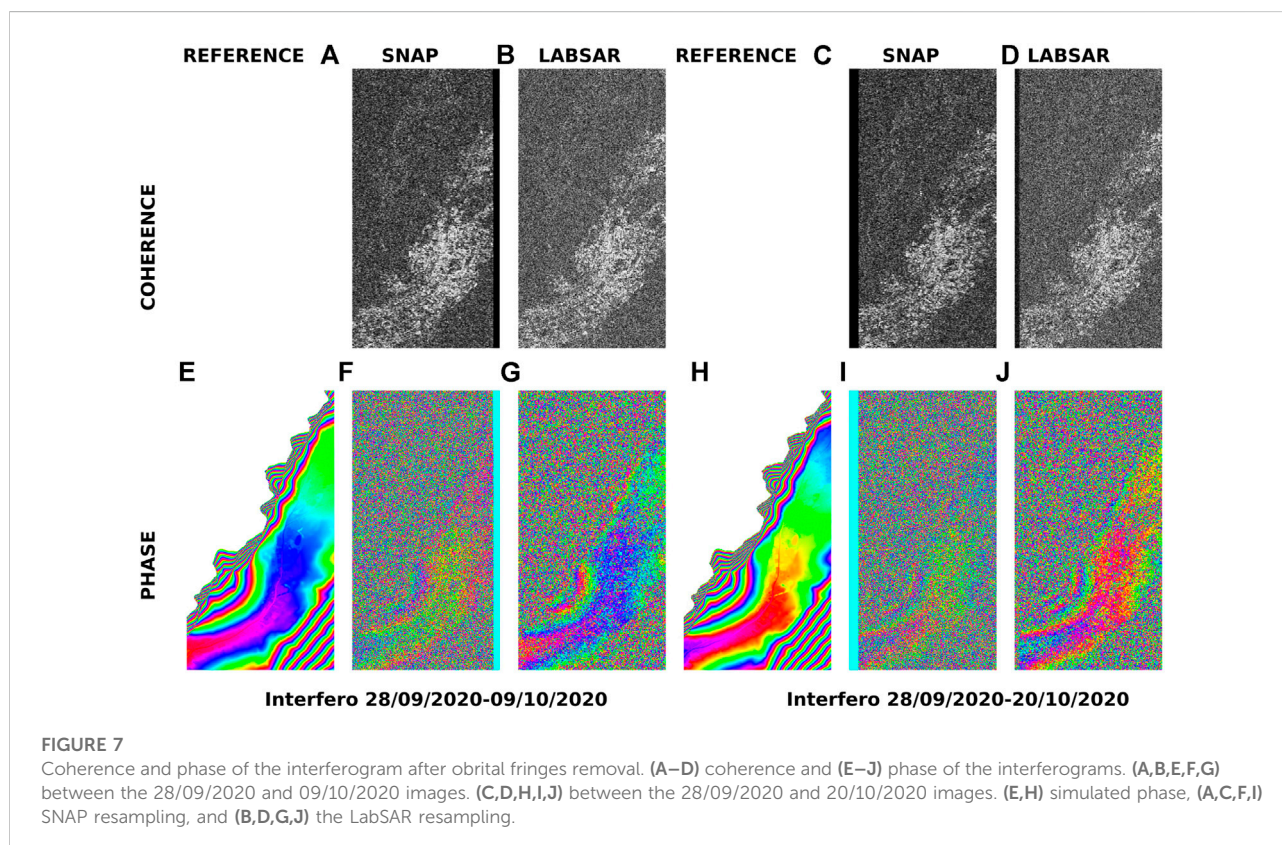 REFERENCE A SNAP B LABSAR REFERENCE C SNAP D LABSAR
COHERENCE
E F G H I J
PHASE
Interfero 28/09/2020-09/10/2020 Interfero 28/09/2020-20/10/2020
FIGURE 7
Coherence and phase of the interferogram after obrital fringes removal. (A–D) coherence and (E–J) phase of the interferograms. (A,B,E,F,G)
between the 28/09/2020 and 09/10/2020 images. (C,D,H,I,J) between the 28/09/2020 and 20/10/2020 images. (E,H) simulated phase, (A,C,F,I)
SNAP resampling, and (B,D,G,J) the LabSAR resampling.